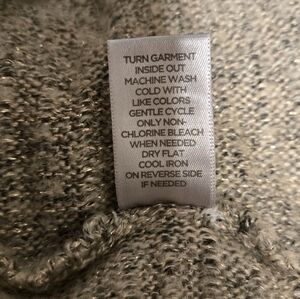 TURN GARMENT
INSIDE OUT
MACHINE WASH
COLD WITH
LIKE COLORS
GENTLE CYCLE
ONLY NON-
CHLORINE BLEACH
WHEN NEEDED
DRY FLAT
COOL IRON
ON REVERSE SIDE
IF NEEDED